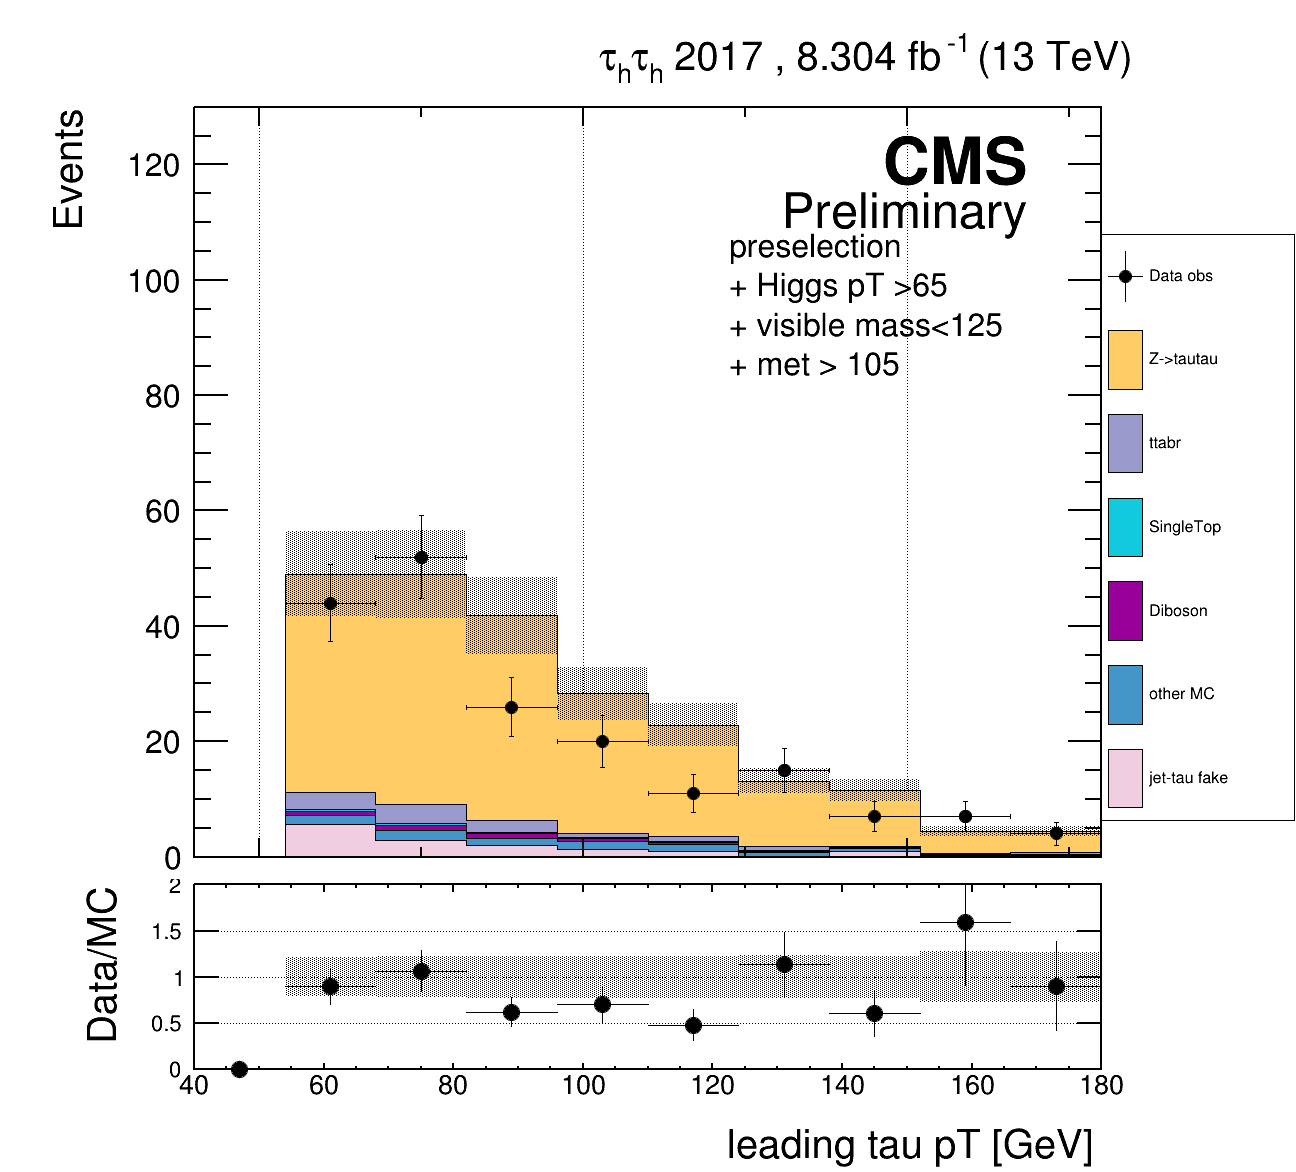 τhτh 2017 , 8.304 fb-1 (13 TeV)
Events
120
100
80
60
40
20
0
CMS
Preliminary
preselection
+ Higgs pT >65
+ visible mass<125
+ met > 105
Data obs
Z->tautau
ttabr
SingleTop
Diboson
other MC
jet-tau fake
Data/MC
2
1.5
1
0.5
0
40 60 80 100 120 140 160 180
leading tau pT [GeV]